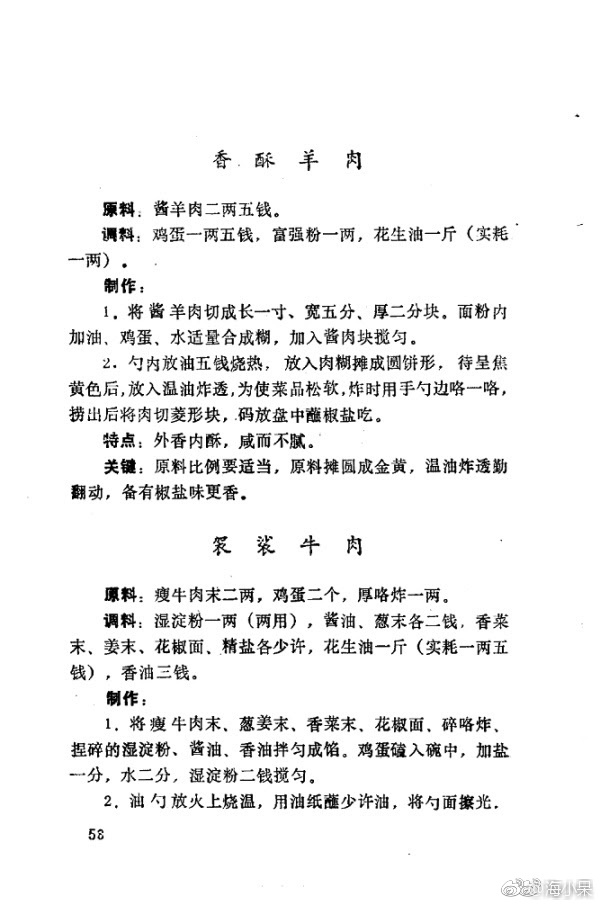 香酥羊肉
原料：酱羊肉二两五钱。
调料：鸡蛋一两五钱，富强粉一两，花生油一斤（实耗
一两）。
制作：
1．将酱羊肉切成长一寸、宽五分、厚二分块。面粉内
加油、鸡蛋、水适量合成糊，加入酱肉块搅匀。
2．勺内放油五钱烧热，放入肉糊摊成圆饼形，待呈焦
黄色后，放入温油炸透，为使菜品松软，炸时用手勺边咯一咯，
捞出后将肉切菱形块，码放盘中蘸椒盐吃。
特点：外香内酥，咸而不腻。
关键：原料比例要适当，原料摊圆成金黄，温油炸透勤
翻动，备有椒盐味更香。
袈裟牛肉
原料：瘦牛肉末二两，鸡蛋二个，厚咯炸一两。
调料：湿淀粉一两（两用），酱油、葱末各二钱，香菜
末、姜末、花椒面、精盐各少许，花生油一斤（实耗一两五
钱），香油三钱。
制作：
1．将瘦牛肉末、葱姜末、香菜末、花椒面、碎咯炸、
捏碎的湿淀粉、酱油、香油拌匀成馅。鸡蛋磕入碗中，加盐
一分，水二分，湿淀粉二钱搅匀。
2．油勺放火上烧温，用油纸蘸少许油，将勺面擦光，
58
@海小呆